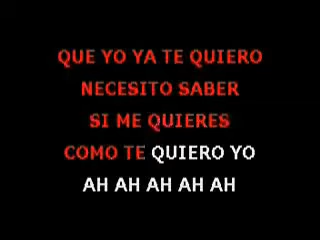 QUE YO YA TE QUIERO
NECESITO SABER
SI ME QUIERES
COMO TE QUIERO YO
AH AH AH AH AH